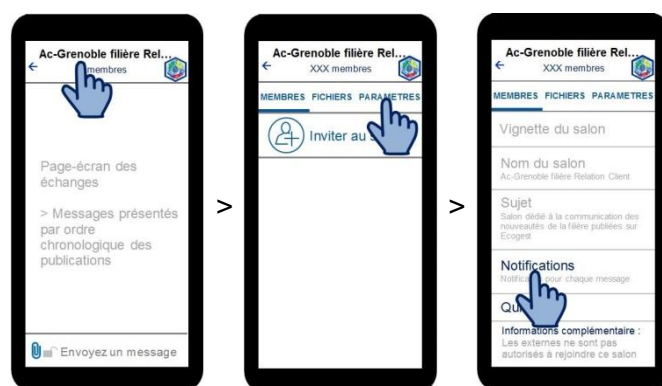 Ac-Grenoble filière Rel...
membres
Page-écran des
échanges
> Messages présentés
par ordre
chronologique des
publications
Envoyez un message
>
Ac-Grenoble filière Rel...
XXX membres
MEMBRES FICHIERS PARAMETRES
Inviter au
>
Ac-Grenoble filière Rel...
XXX membres
MEMBRES FICHIERS PARAMETRES
Vignette du salon
Nom du salon
Ac-Grenoble filière Relation Client
Sujet
Salon dédié à la communication des
nouveautés de la filière publiées sur
Ecogest
Notifications
pour chaque message
Informations complémentaire :
Les externes ne sont pas
autorisés à rejoindre ce salon